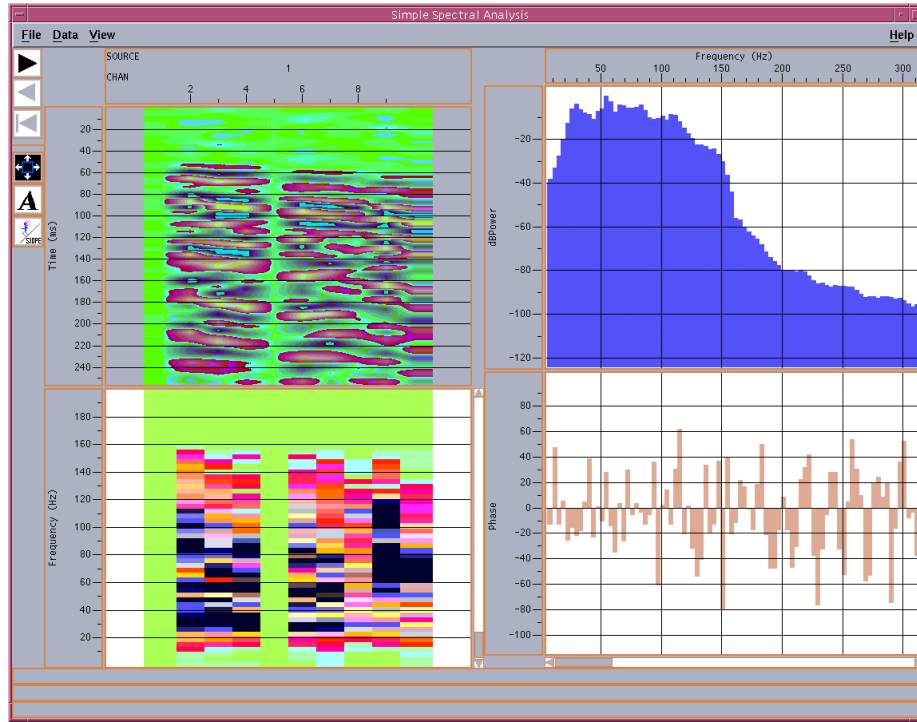 Simple Spectral Analysis
File Data View Help
SOURCE
1
CHAN
2 4 6 8
Time (ms)
20
40
60
80
100
120
140
160
180
200
220
240
Frequency (Hz)
50 100 150 200 250 300
dBPower
-20
-40
-60
-80
-100
-120
A
SLOPE
Frequency (Hz)
180
160
140
120
100
80
60
40
20
Phase
80
60
40
20
0
-20
-40
-60
-80
-100